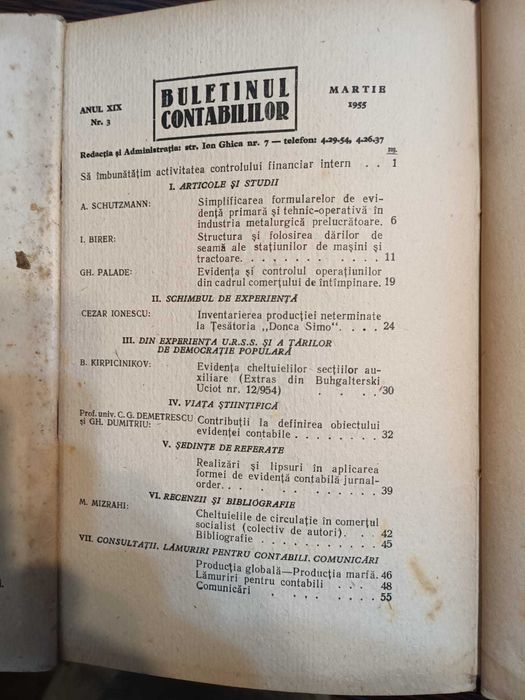 ANUL XIX
Nr. 3
BULETINUL
CONTABILILOR
MARTIE
1955
Redacția și Administrația: str. Ion Ghica nr. 7 — telefon: 4-29-54, 4-26-37
pg.
Să îmbunătățim activitatea controlului financiar intern . . 1
I. ARTICOLE ȘI STUDII
A. SCHUTZMANN: Simplificarea formularelor de evi-
dență primară și tehnic-operativă în
industria metalurgică prelucrătoare. 6
I. BIRER: Structura și folosirea dărilor de
seamă ale stațiunilor de mașini și
tractoare. . . . . . . . . 11
GH. PALADE: Evidența și controlul operațiunilor
din cadrul comerțului de întîmpinare. 19
II. SCHIMBUL DE EXPERIENȚĂ
CEZAR IONESCU: Inventarierea producției neterminate
la Țesătoria „Donca Simo". . . . 24
III. DIN EXPERIENȚA U.R.S.S. ȘI A ȚĂRILOR
DE DEMOCRAȚIE POPULARĂ
B. KIRPICINIKOV: Evidența cheltuielilor secțiilor au-
xiliare (Extras din Buhgalterski
Uciot nr. 12/954) . . . . 30
IV. VIAȚA ȘTIINȚIFICĂ
Prof. univ. C. G. DEMETRESCU
și GH. DUMITRIU: Contribuții la definirea obiectului
evidenței contabile . . . . . 32
V. ȘEDINȚE DE REFERATE
Realizări și lipsuri în aplicarea
formei de evidență contabilă jurnal-
order. . . . . . . . . . 39
VI. RECENZII ȘI BIBLIOGRAFIE
M. MIZRAHI: Cheltuielile de circulație în comerțul
socialist (colectiv de autori). . . 42
Bibliografie . . . . . . . . 45
VII. CONSULTAȚII. LĂMURIRI PENTRU CONTABILI. COMUNICĂRI
Producția globală—Producția marfă. 46
Lămuriri pentru contabili . . . 48
Comunicări . . . . . . 55